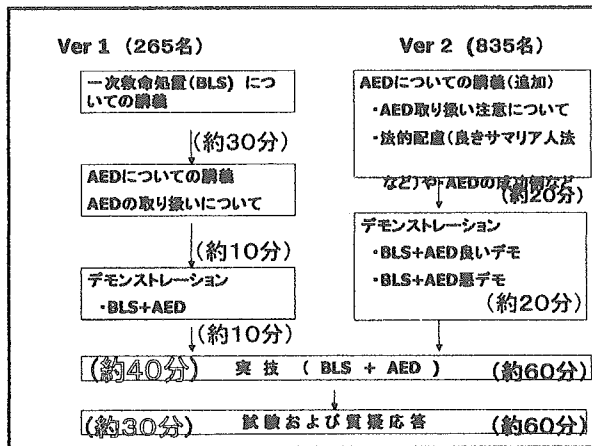 Ver 1 (265名)
一次救命処置(BLS) につ
いての講義
(約30分)
AEDについての講義
AEDの取り扱いについて
(約10分)
デモンストレーション
・BLS+AED
(約10分)
Ver 2 (835名)
AEDについての講義(追加)
・AED取り扱い注意について
・法的配慮(良きサマリア人法
など)や・AEDの成功例など
(約20分)
デモンストレーション
・BLS+AED良いデモ
・BLS+AED悪デモ
(約20分)
(約40分) 実技 (BLS + AED) (約60分)
(約30分) 試験および質疑応答 (約60分)